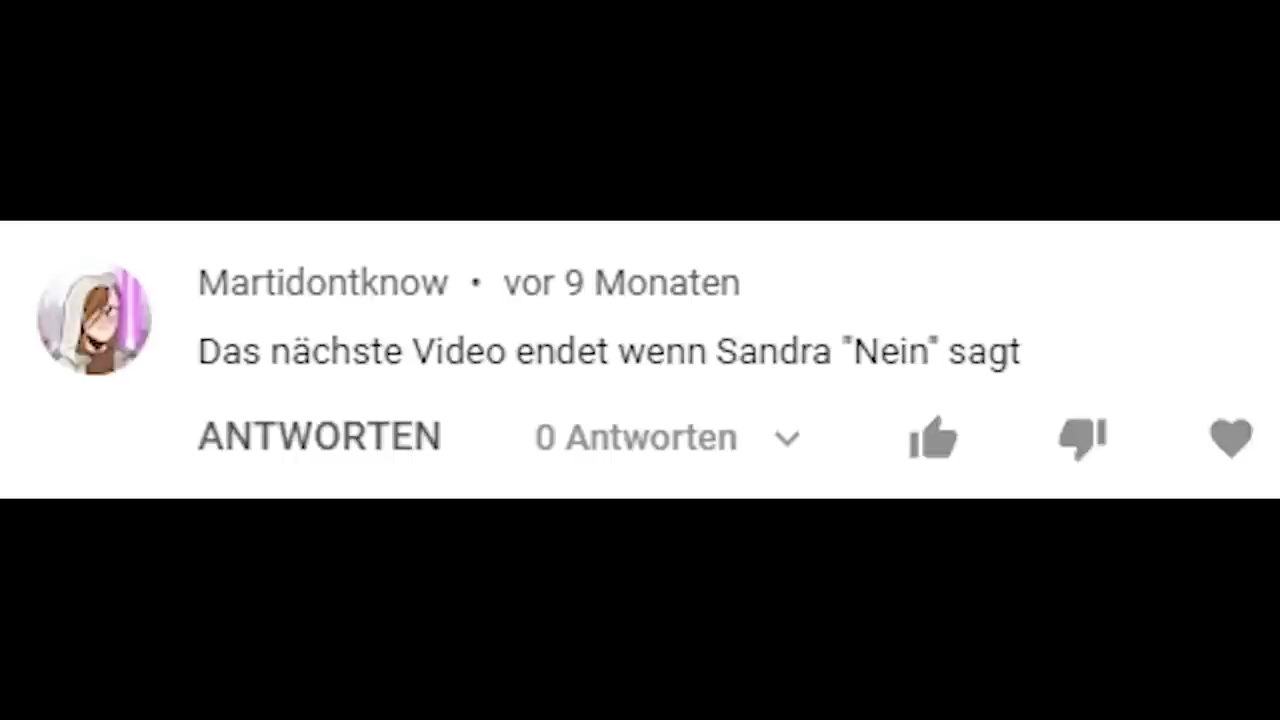 Martidontknow • vor 9 Monaten
Das nächste Video endet wenn Sandra "Nein" sagt
ANTWORTEN 0 Antworten